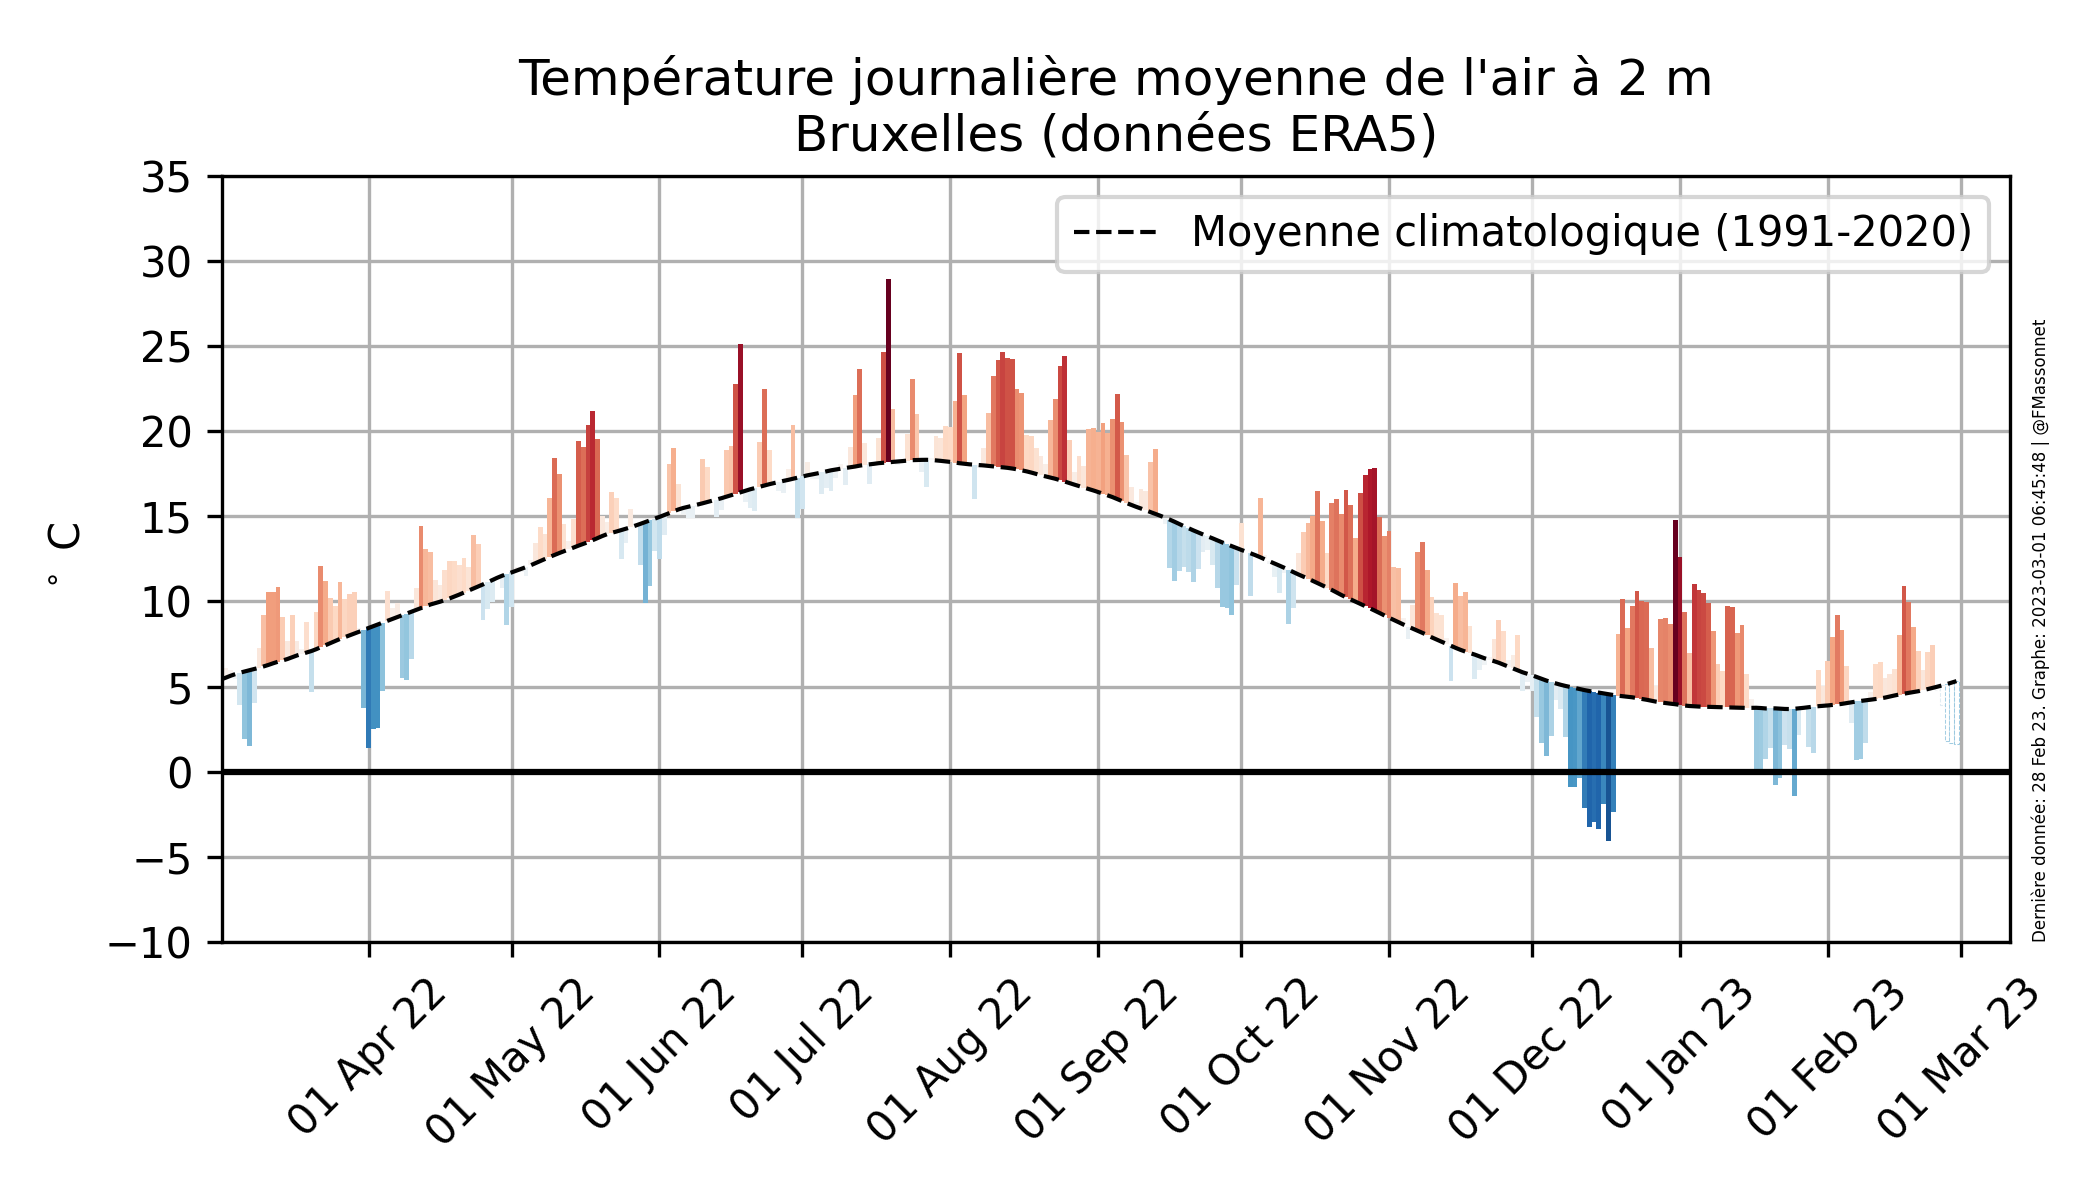 Température journalière moyenne de l'air à 2 m
Bruxelles (données ERA5)
Moyenne climatologique (1991-2020)
35
30
25
20
15
10
5
0
−5
−10
° C
01 Apr 22
01 May 22
01 Jun 22
01 Jul 22
01 Aug 22
01 Sep 22
01 Oct 22
01 Nov 22
01 Dec 22
01 Jan 23
01 Feb 23
01 Mar 23
Dernière donnée: 28 Feb 23. Graphe: 2023-03-01 06:45:48 | @FMassonnet